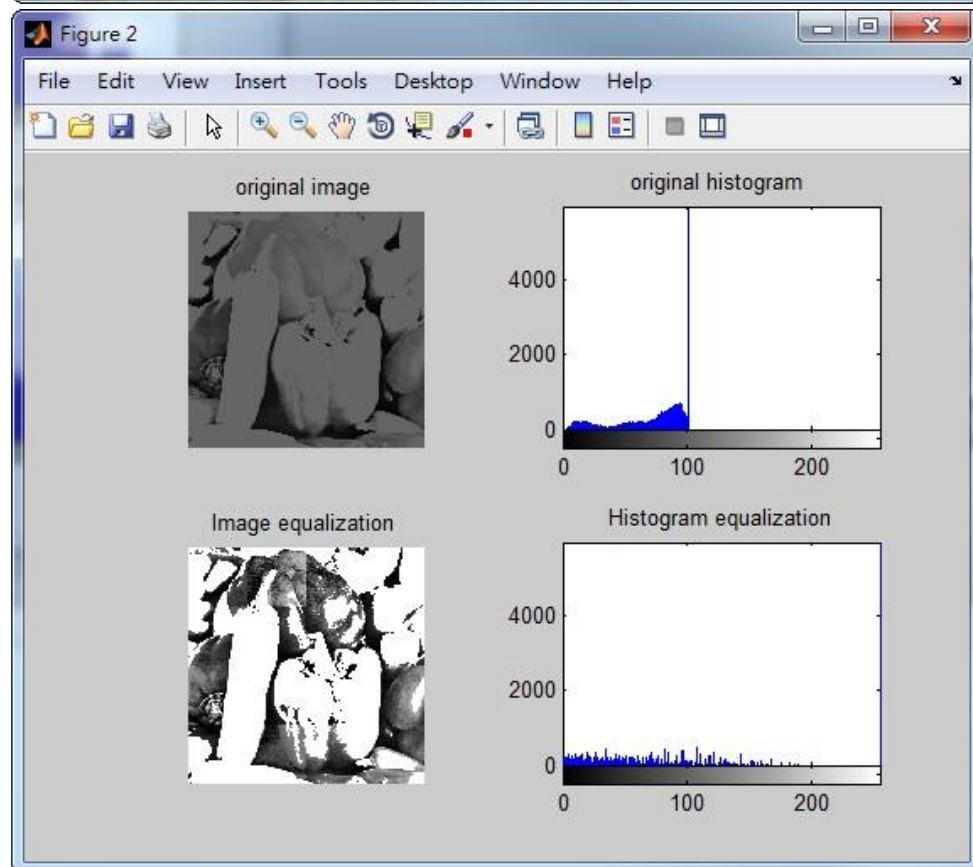 Figure 2
File Edit View Insert Tools Desktop Window Help
original image
original histogram
4000
2000
0
0 100 200
Image equalization
Histogram equalization
4000
2000
0
0 100 200